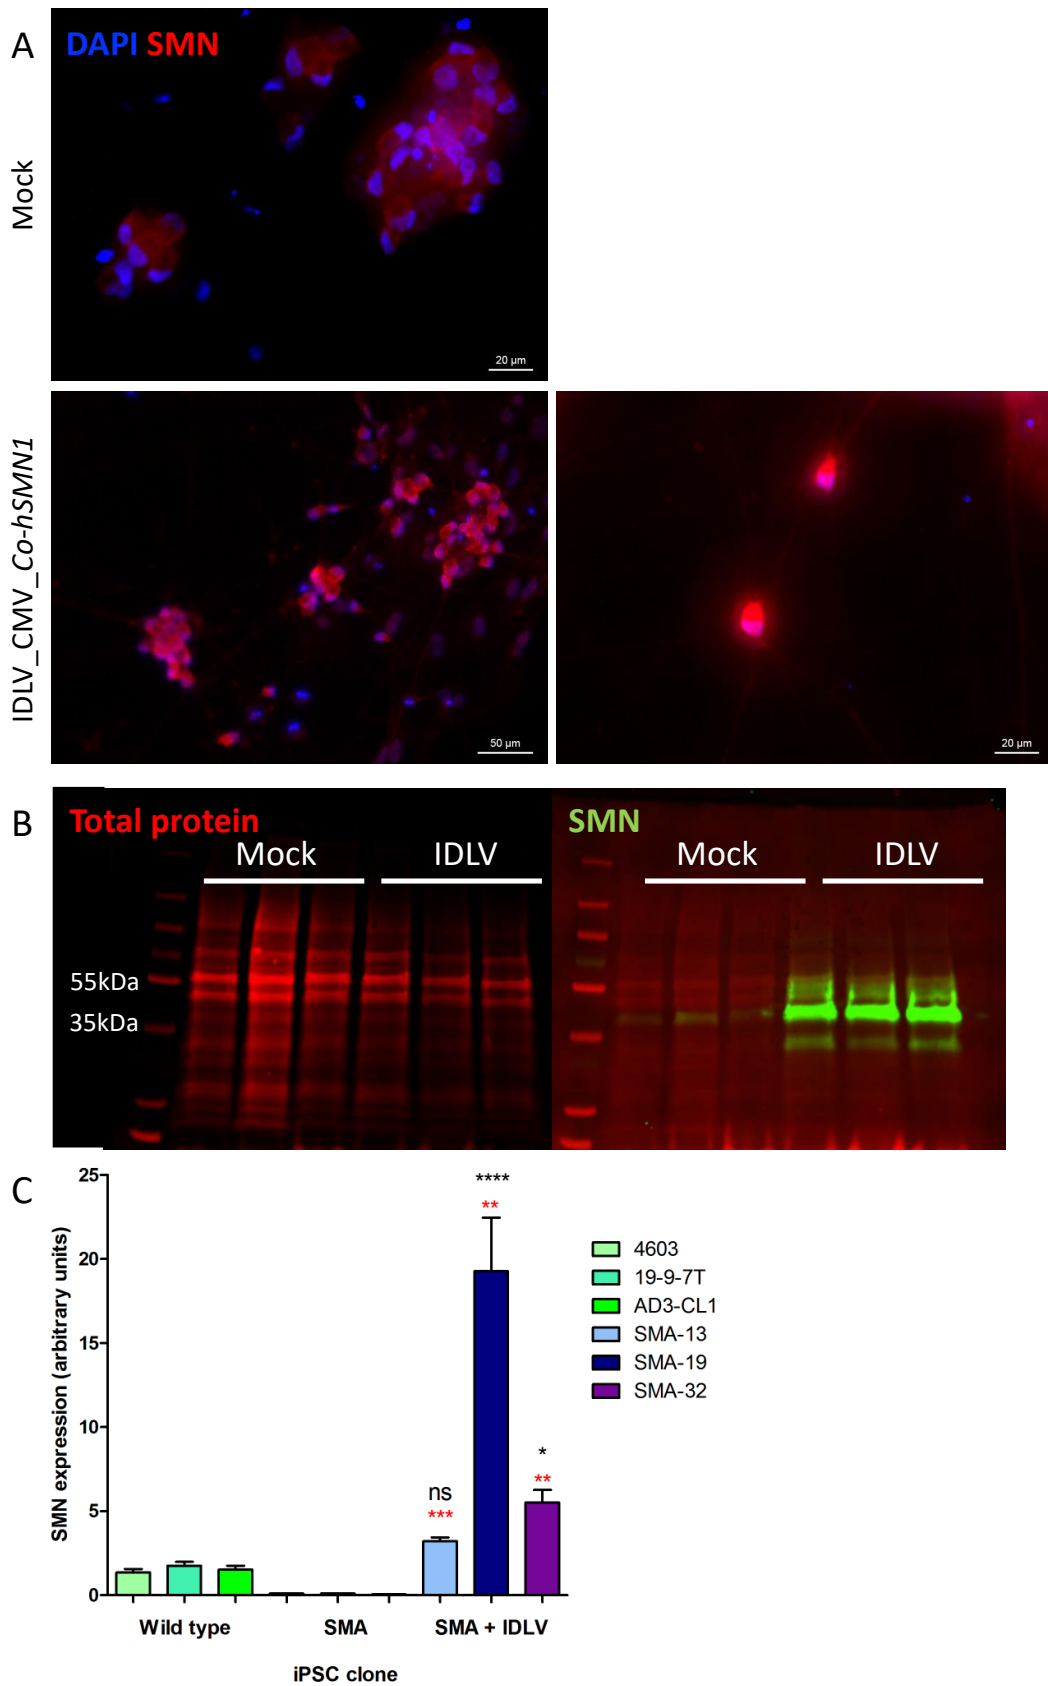 A
DAPI SMN
Mock
20 µm
IDLV_CMV_Co-hSMN1
50 µm
20 µm
B
Total protein
Mock
IDLV
55kDa
35kDa
SMN
Mock
IDLV
C
SMN expression (arbitrary units)
25
20
15
10
5
0
ns
***
****
**
*
**
Wild type
SMA
SMA + IDLV
iPSC clone
4603
19-9-7T
AD3-CL1
SMA-13
SMA-19
SMA-32